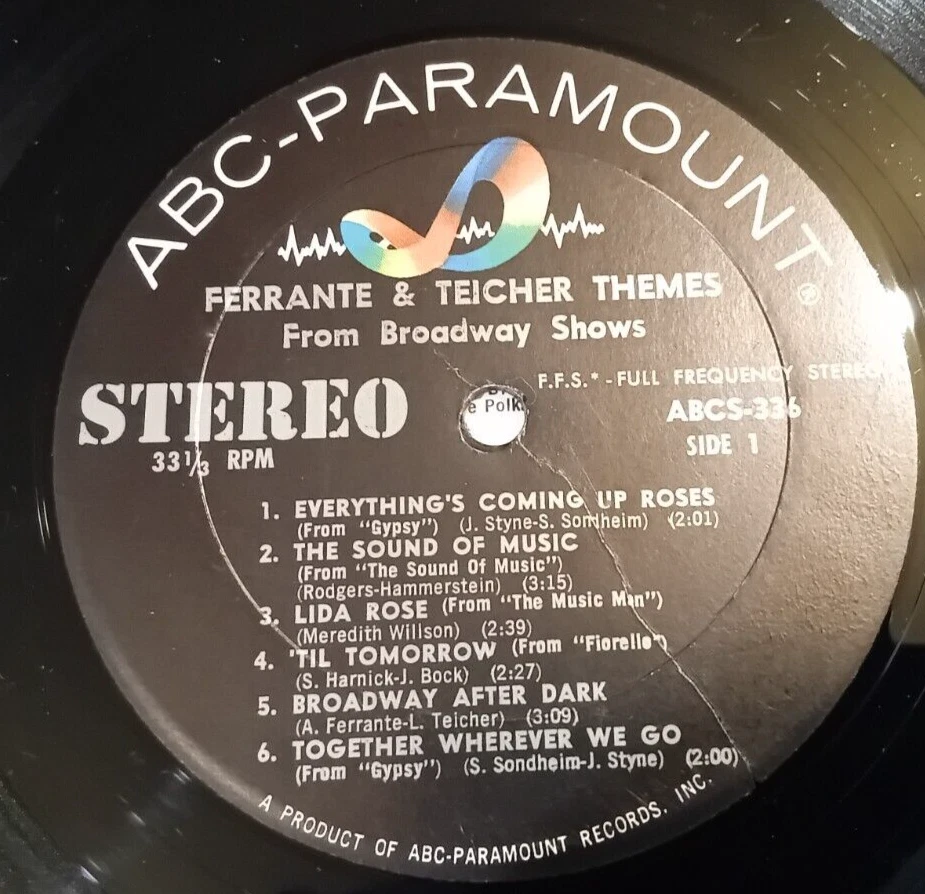 ABC-PARAMOUNT
®
FERRANTE & TEICHER THEMES
From Broadway Shows
F.F.S.* - FULL FREQUENCY STEREO
STEREO
ABCS-336
33 1/3 RPM
SIDE 1
e Polk
1. EVERYTHING'S COMING UP ROSES
(From "Gypsy") (J. Styne-S. Sondheim) (2:01)
2. THE SOUND OF MUSIC
(From "The Sound Of Music")
(Rodgers-Hammerstein) (3:15)
3. LIDA ROSE (From "The Music Man")
(Meredith Willson) (2:39)
4. 'TIL TOMORROW (From "Fiorello")
(S. Harnick-J. Bock) (2:27)
5. BROADWAY AFTER DARK
(A. Ferrante-L. Teicher) (3:09)
6. TOGETHER WHEREVER WE GO
(From "Gypsy") (S. Sondheim-J. Styne) (2:00)
A PRODUCT OF ABC-PARAMOUNT RECORDS, INC.